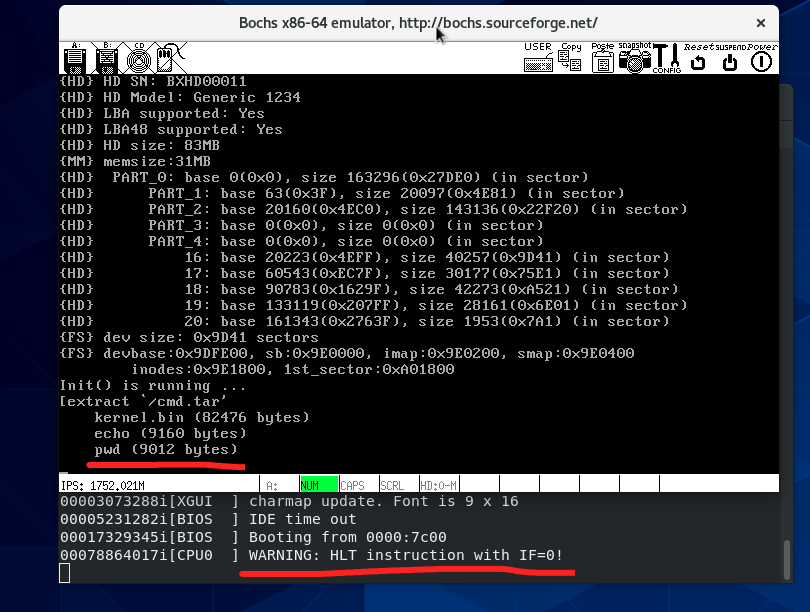 Bochs x86-64 emulator, http://bochs.sourceforge.net/
A: B: CD USER Copy Paste snapshot CONFIG Reset SUSPEND Power
{HD} HD SN: BXHD00011
{HD} HD Model: Generic 1234
{HD} LBA supported: Yes
{HD} LBA48 supported: Yes
{HD} HD size: 83MB
{MM} memsize:31MB
{HD} PART_0: base 0(0x0), size 163296(0x27DE0) (in sector)
{HD} PART_1: base 63(0x3F), size 20097(0x4E81) (in sector)
{HD} PART_2: base 20160(0x4EC0), size 143136(0x22F20) (in sector)
{HD} PART_3: base 0(0x0), size 0(0x0) (in sector)
{HD} PART_4: base 0(0x0), size 0(0x0) (in sector)
{HD} 16: base 20223(0x4EFF), size 40257(0x9D41) (in sector)
{HD} 17: base 60543(0xEC7F), size 30177(0x75E1) (in sector)
{HD} 18: base 90783(0x1629F), size 42273(0xA521) (in sector)
{HD} 19: base 133119(0x207FF), size 28161(0x6E01) (in sector)
{HD} 20: base 161343(0x2763F), size 1953(0x7A1) (in sector)
{FS} dev size: 0x9D41 sectors
{FS} devbase:0x9DFE00, sb:0x9E0000, imap:0x9E0200, smap:0x9E0400
inodes:0x9E1800, 1st_sector:0xA01800
Init() is running ...
[extract `/cmd.tar'
kernel.bin (82476 bytes)
echo (9160 bytes)
pwd (9012 bytes)
IPS: 1752.021M A: NUM CAPS SCRL HD:0-M
00003073288i[XGUI  ] charmap update. Font is 9 x 16
00005231282i[BIOS  ] IDE time out
00017329345i[BIOS  ] Booting from 0000:7c00
00078864017i[CPU0  ] WARNING: HLT instruction with IF=0!